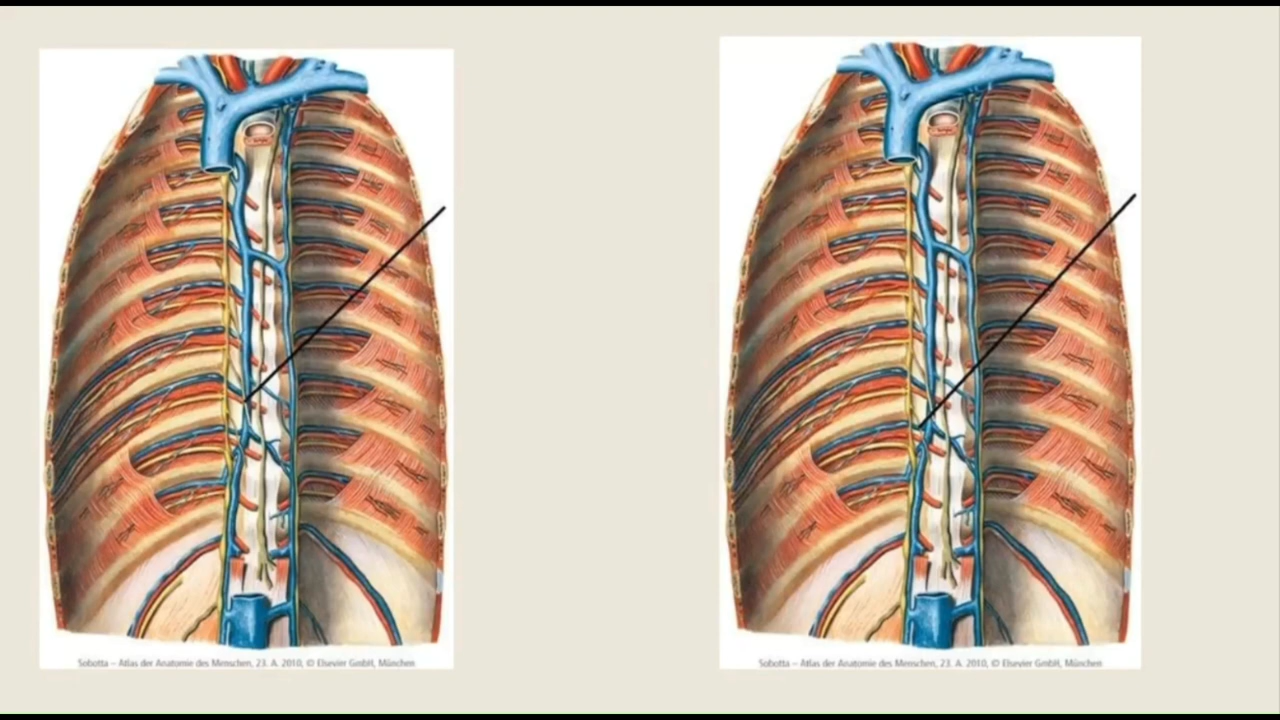 Sobotta – Atlas der Anatomie des Menschen, 23. A. 2010, © Elsevier GmbH, München
Sobotta – Atlas der Anatomie des Menschen, 23. A. 2010, © Elsevier GmbH, München